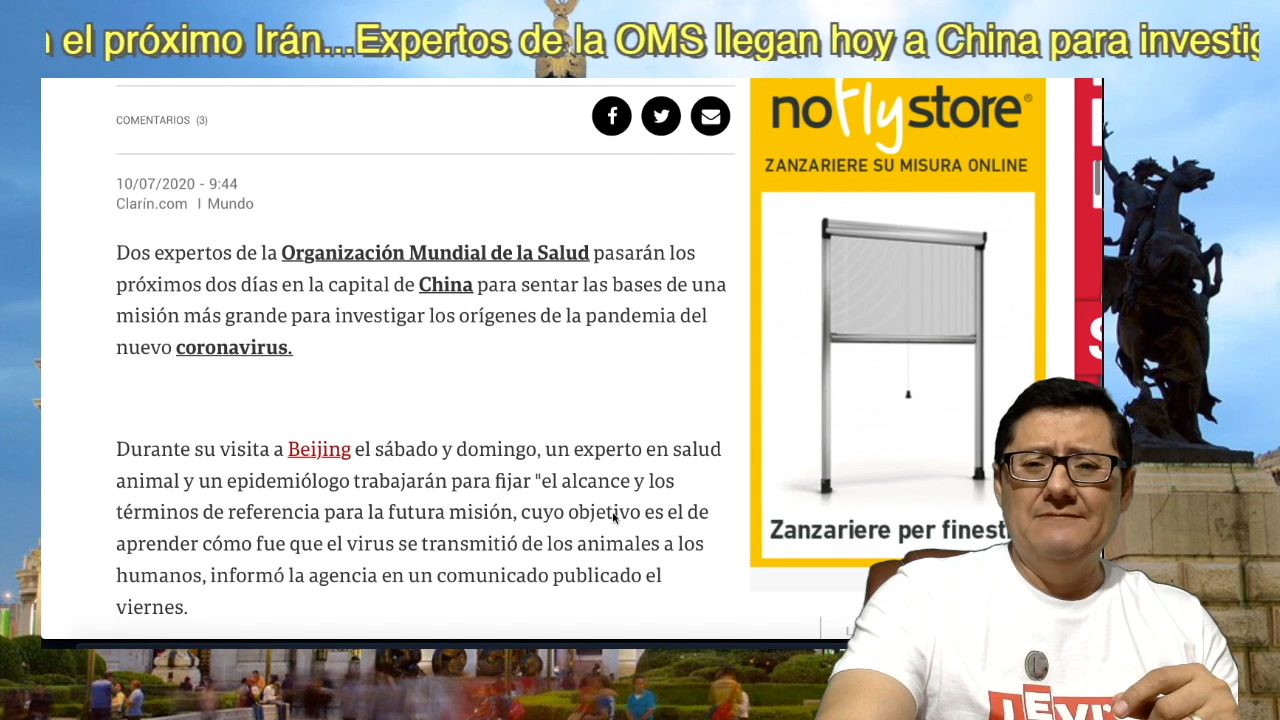 el próximo Irán...Expertos de la OMS llegan hoy a China para
COMENTARIOS (3)
10/07/2020 - 9:44
Clarín.com | Mundo
Dos expertos de la Organización Mundial de la Salud pasarán los
próximos dos días en la capital de China para sentar las bases de una
misión más grande para investigar los orígenes de la pandemia del
nuevo coronavirus.
Durante su visita a Beijing el sábado y domingo, un experto en salud
animal y un epidemiólogo trabajarán para fijar "el alcance y los
términos de referencia para la futura misión, cuyo objetivo es el de
aprender cómo fue que el virus se transmitió de los animales a los
humanos, informó la agencia en un comunicado publicado el
viernes.
noflystore®
ZANZARIERE SU MISURA ONLINE
Zanzariere per